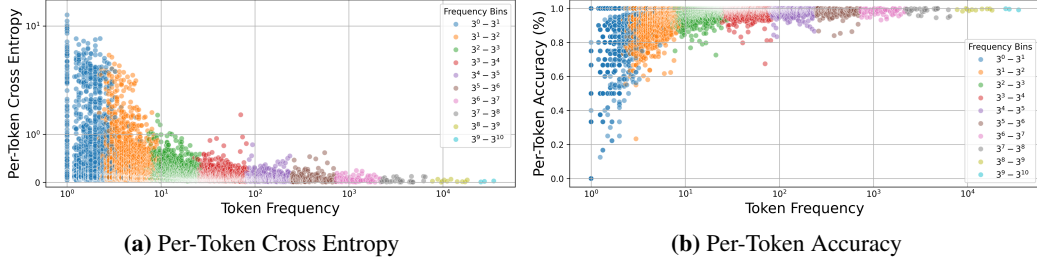 Per-Token Cross Entropy
10¹
10⁰
0
10⁰ 10¹ 10² 10³ 10⁴
Token Frequency
Frequency Bins
3⁰ − 3¹
3¹ − 3²
3² − 3³
3³ − 3⁴
3⁴ − 3⁵
3⁵ − 3⁶
3⁶ − 3⁷
3⁷ − 3⁸
3⁸ − 3⁹
3⁹ − 3¹⁰
(a) Per-Token Cross Entropy
Per-Token Accuracy (%)
1.0
0.8
0.6
0.4
0.2
0.0
10⁰ 10¹ 10² 10³ 10⁴
Token Frequency
Frequency Bins
3⁰ − 3¹
3¹ − 3²
3² − 3³
3³ − 3⁴
3⁴ − 3⁵
3⁵ − 3⁶
3⁶ − 3⁷
3⁷ − 3⁸
3⁸ − 3⁹
3⁹ − 3¹⁰
(b) Per-Token Accuracy